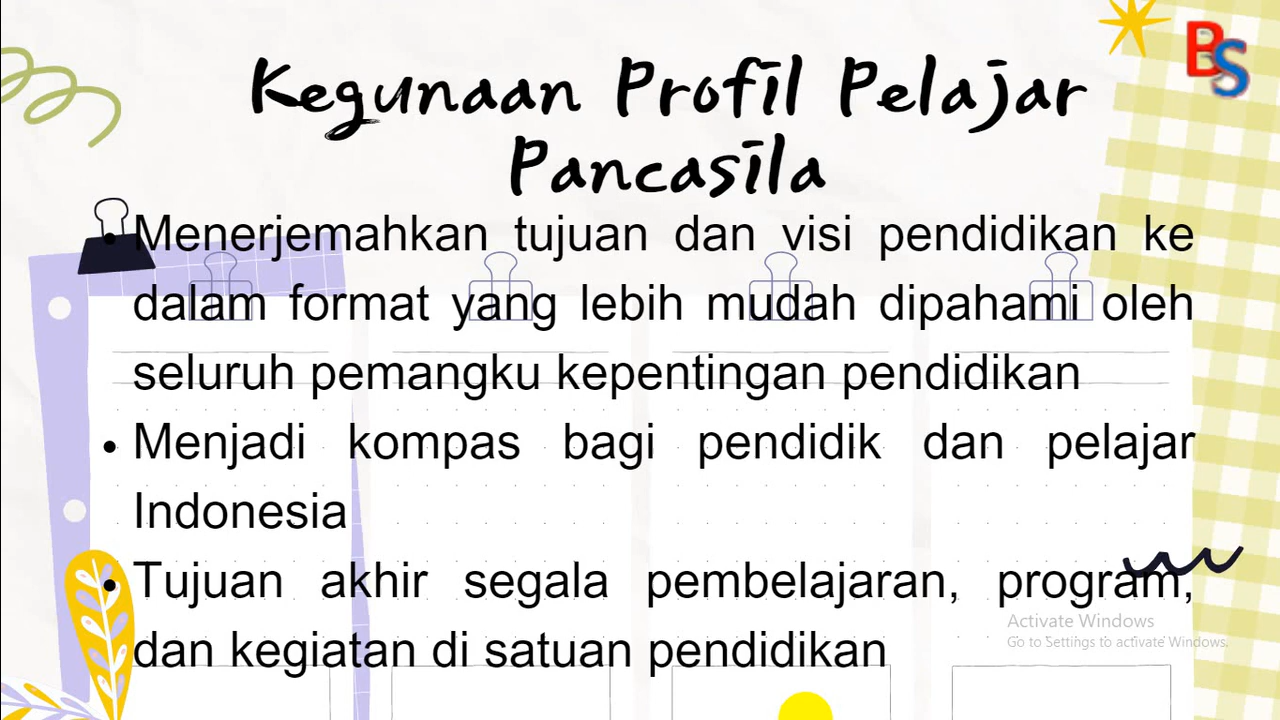 BS
Kegunaan Profil Pelajar
Pancasila
• Menerjemahkan tujuan dan visi pendidikan ke
dalam format yang lebih mudah dipahami oleh
seluruh pemangku kepentingan pendidikan
• Menjadi kompas bagi pendidik dan pelajar
Indonesia
• Tujuan akhir segala pembelajaran, program,
dan kegiatan di satuan pendidikan
Activate Windows
Go to Settings to activate Windows.